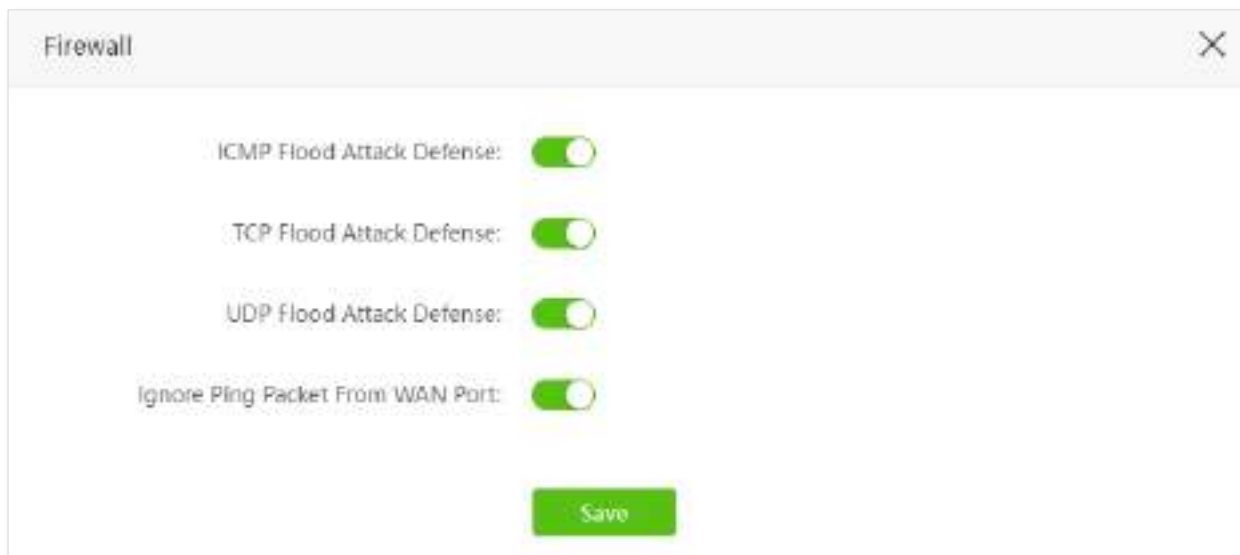 Firewall
ICMP Flood Attack Defense:
TCP Flood Attack Defense:
UDP Flood Attack Defense:
Ignore Ping Packet From WAN Port:
Save